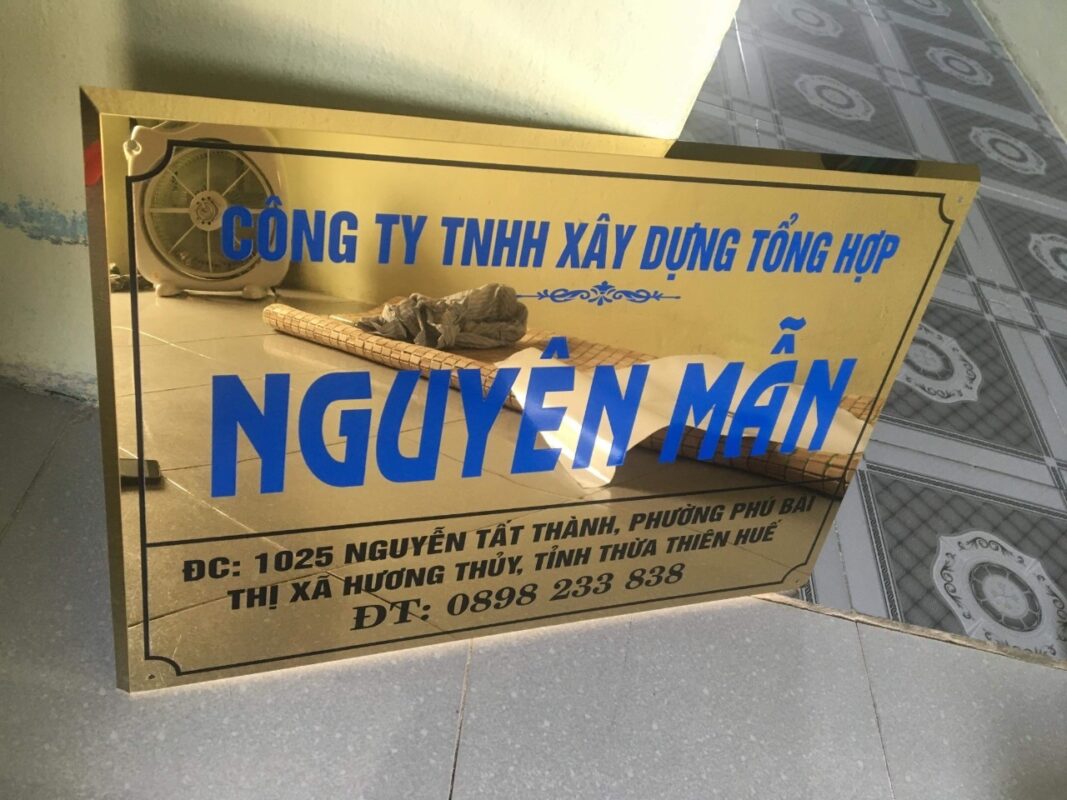 CÔNG TY TNHH XÂY DỰNG TỔNG HỢP
NGUYÊN MẪN
ĐC: 1025 NGUYỄN TẤT THÀNH, PHƯỜNG PHÚ BÀI
THỊ XÃ HƯƠNG THỦY, TỈNH THỪA THIÊN HUẾ
ĐT: 0898 233 838